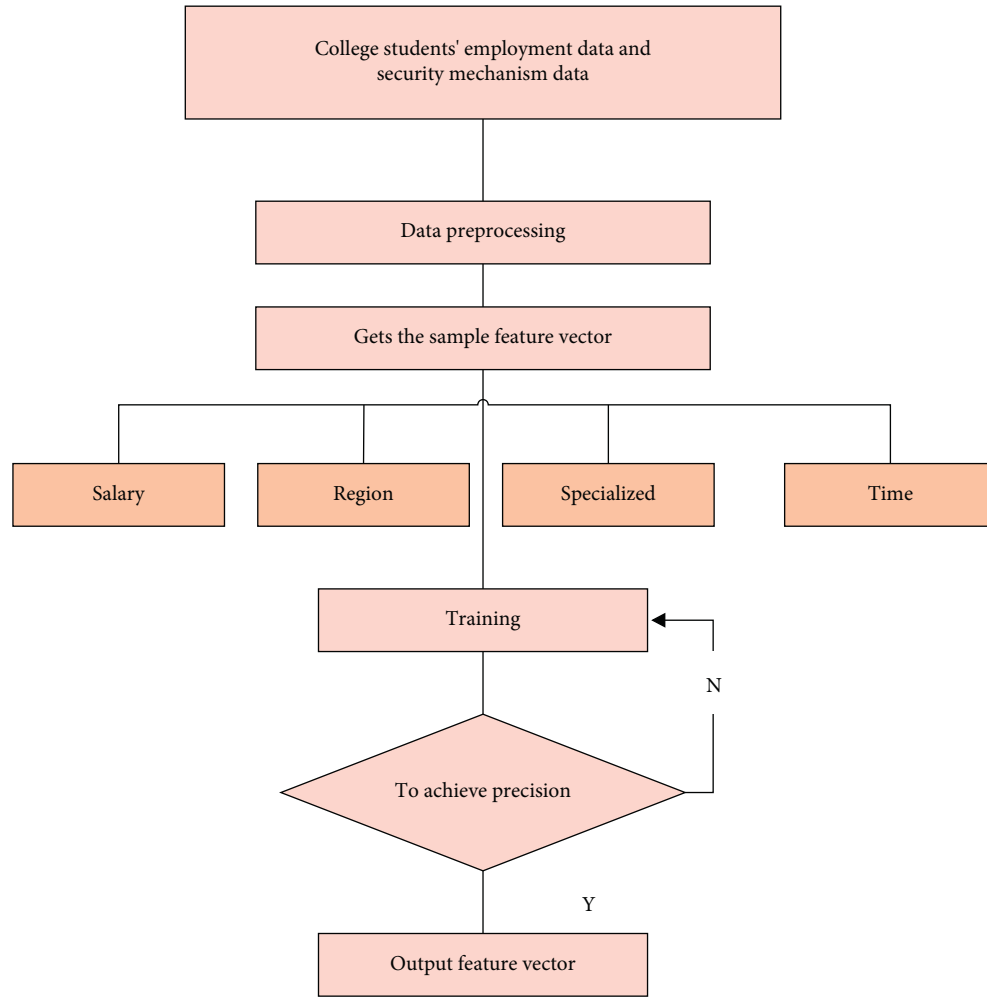 College students' employment data and
security mechanism data
Data preprocessing
Gets the sample feature vector
Salary
Region
Specialized
Time
Training
N
To achieve precision
Y
Output feature vector